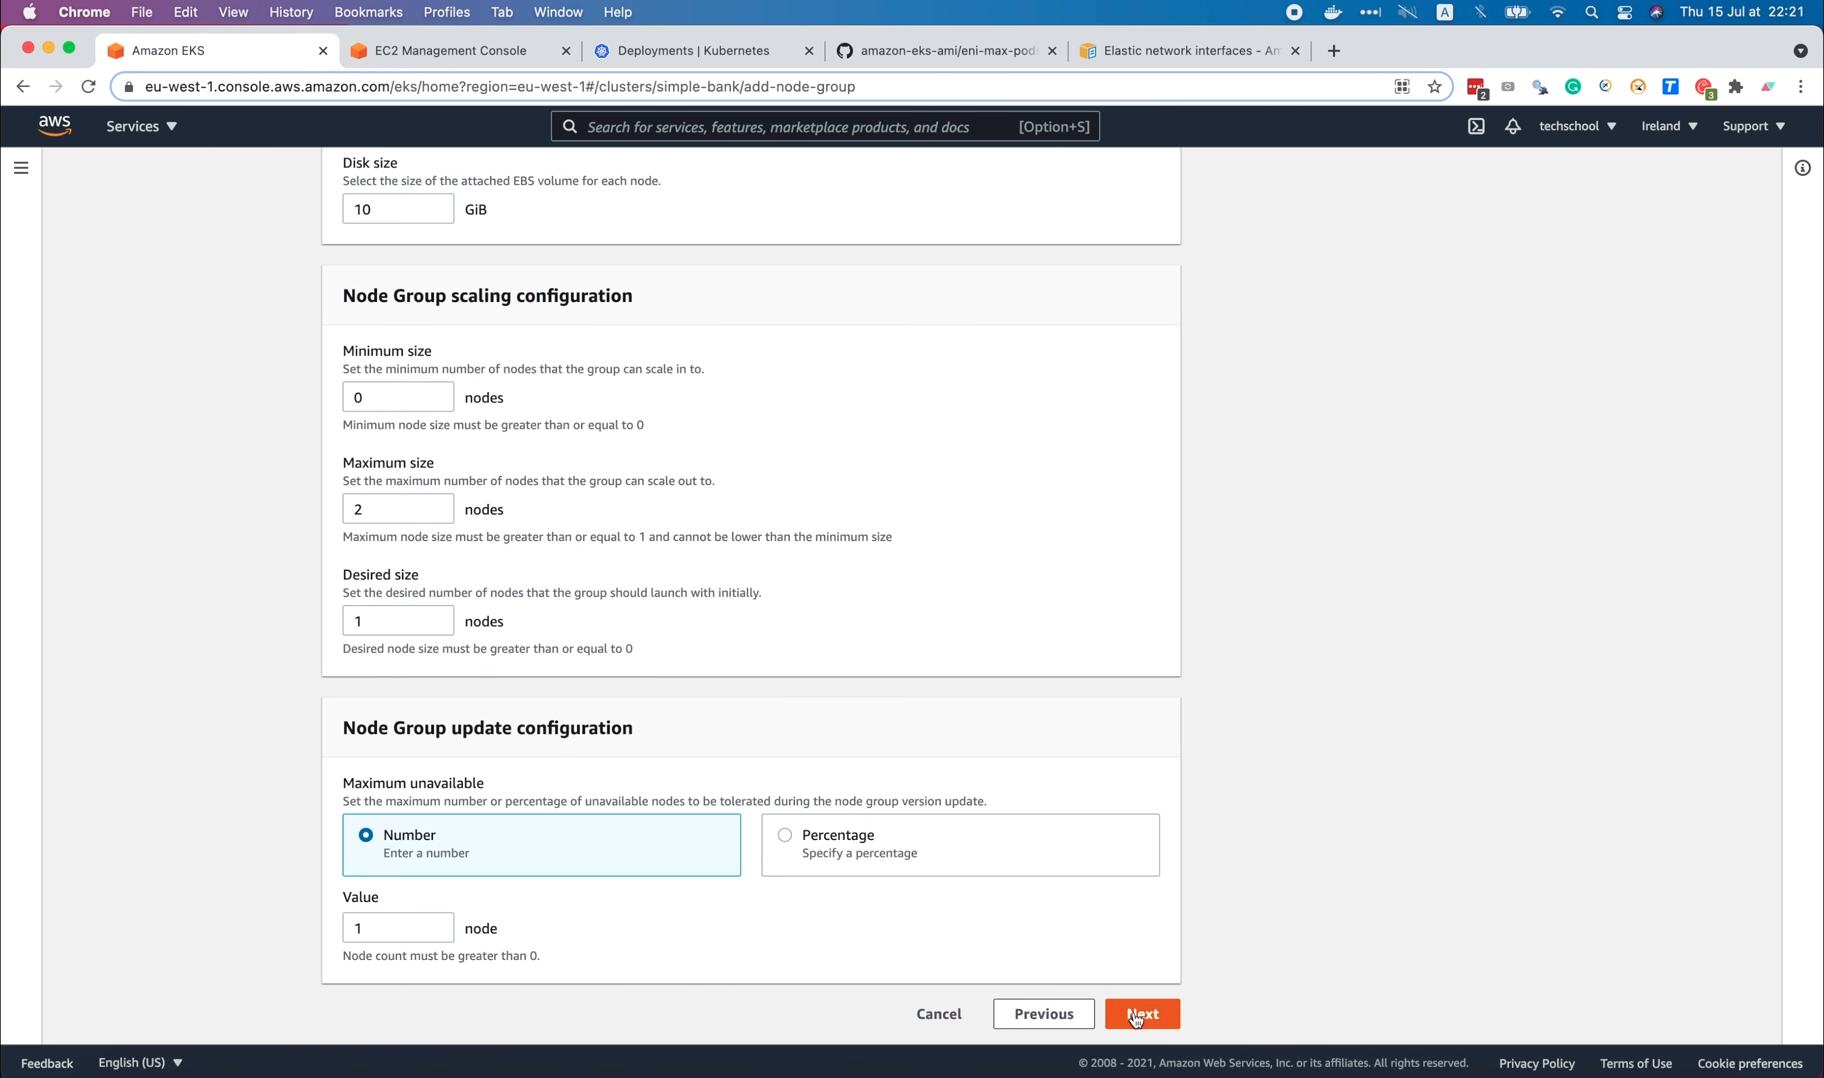 Chrome File Edit View History Bookmarks Profiles Tab Window Help A Thu 15 Jul at 22:21
Amazon EKS EC2 Management Console Deployments | Kubernetes amazon-eks-ami/eni-max-pods Elastic network interfaces - Am
eu-west-1.console.aws.amazon.com/eks/home?region=eu-west-1#/clusters/simple-bank/add-node-group 2 T 3
aws Services ▼ Search for services, features, marketplace products, and docs [Option+S] techschool ▼ Ireland ▼ Support ▼
Disk size
Select the size of the attached EBS volume for each node.
10 GiB
Node Group scaling configuration
Minimum size
Set the minimum number of nodes that the group can scale in to.
0 nodes
Minimum node size must be greater than or equal to 0
Maximum size
Set the maximum number of nodes that the group can scale out to.
2 nodes
Maximum node size must be greater than or equal to 1 and cannot be lower than the minimum size
Desired size
Set the desired number of nodes that the group should launch with initially.
1 nodes
Desired node size must be greater than or equal to 0
Node Group update configuration
Maximum unavailable
Set the maximum number or percentage of unavailable nodes to be tolerated during the node group version update.
Number Percentage
Enter a number Specify a percentage
Value
1 node
Node count must be greater than 0.
Cancel Previous Next
Feedback English (US) ▼ © 2008 - 2021, Amazon Web Services, Inc. or its affiliates. All rights reserved. Privacy Policy Terms of Use Cookie preferences